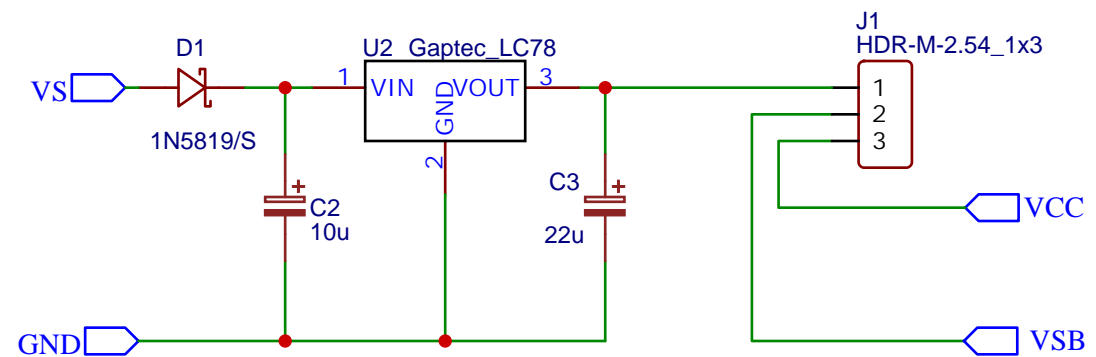 J1
HDR-M-2.54_1x3
D1
U2 Gaptec_LC78
VS
1
VIN
GND
VOUT
3
1
2
3
1N5819/S
2
C2
10u
C3
22u
VCC
GND
VSB